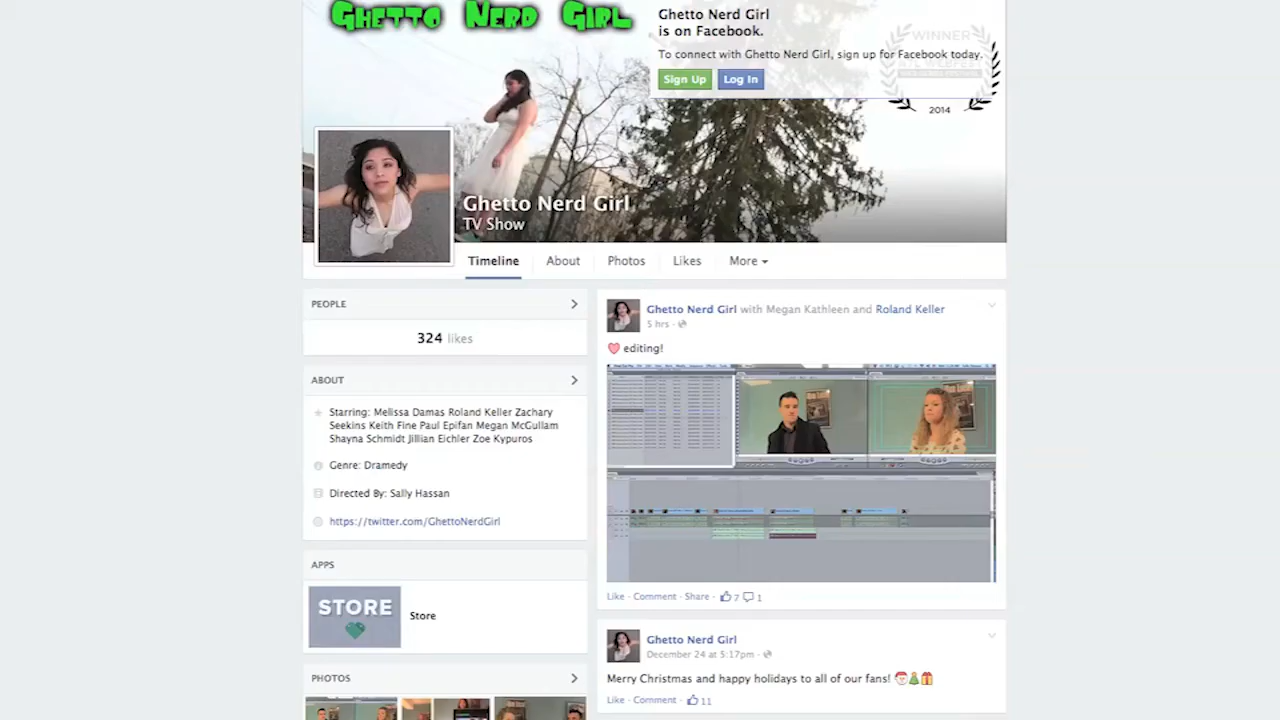 Ghetto Nerd Girl
Ghetto Nerd Girl
is on Facebook.
To connect with Ghetto Nerd Girl, sign up for Facebook today.
Sign Up Log In
WINNER
2014
Ghetto Nerd Girl
TV Show
Timeline About Photos Likes More
PEOPLE
324 likes
ABOUT
Starring: Melissa Damas Roland Keller Zachary
Seekins Keith Fine Paul Epifan Megan McGullam
Shayna Schmidt Jillian Eichler Zoe Kypuros
Genre: Dramedy
Directed By: Sally Hassan
https://twitter.com/GhettoNerdGirl
APPS
STORE
Store
PHOTOS
Ghetto Nerd Girl with Megan Kathleen and Roland Keller
5 hrs ·
editing!
Like · Comment · Share · 7 1
Ghetto Nerd Girl
December 24 at 5:17pm ·
Merry Christmas and happy holidays to all of our fans!
Like · Comment · 11